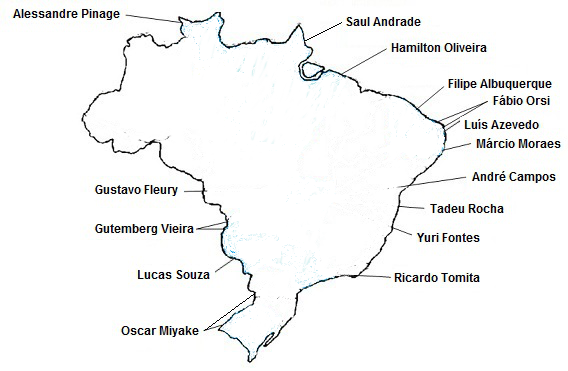 Alessandre Pinage
Saul Andrade
Hamilton Oliveira
Filipe Albuquerque
Fábio Orsi
Luís Azevedo
Márcio Moraes
André Campos
Gustavo Fleury
Tadeu Rocha
Gutemberg Vieira
Yuri Fontes
Lucas Souza
Ricardo Tomita
Oscar Miyake